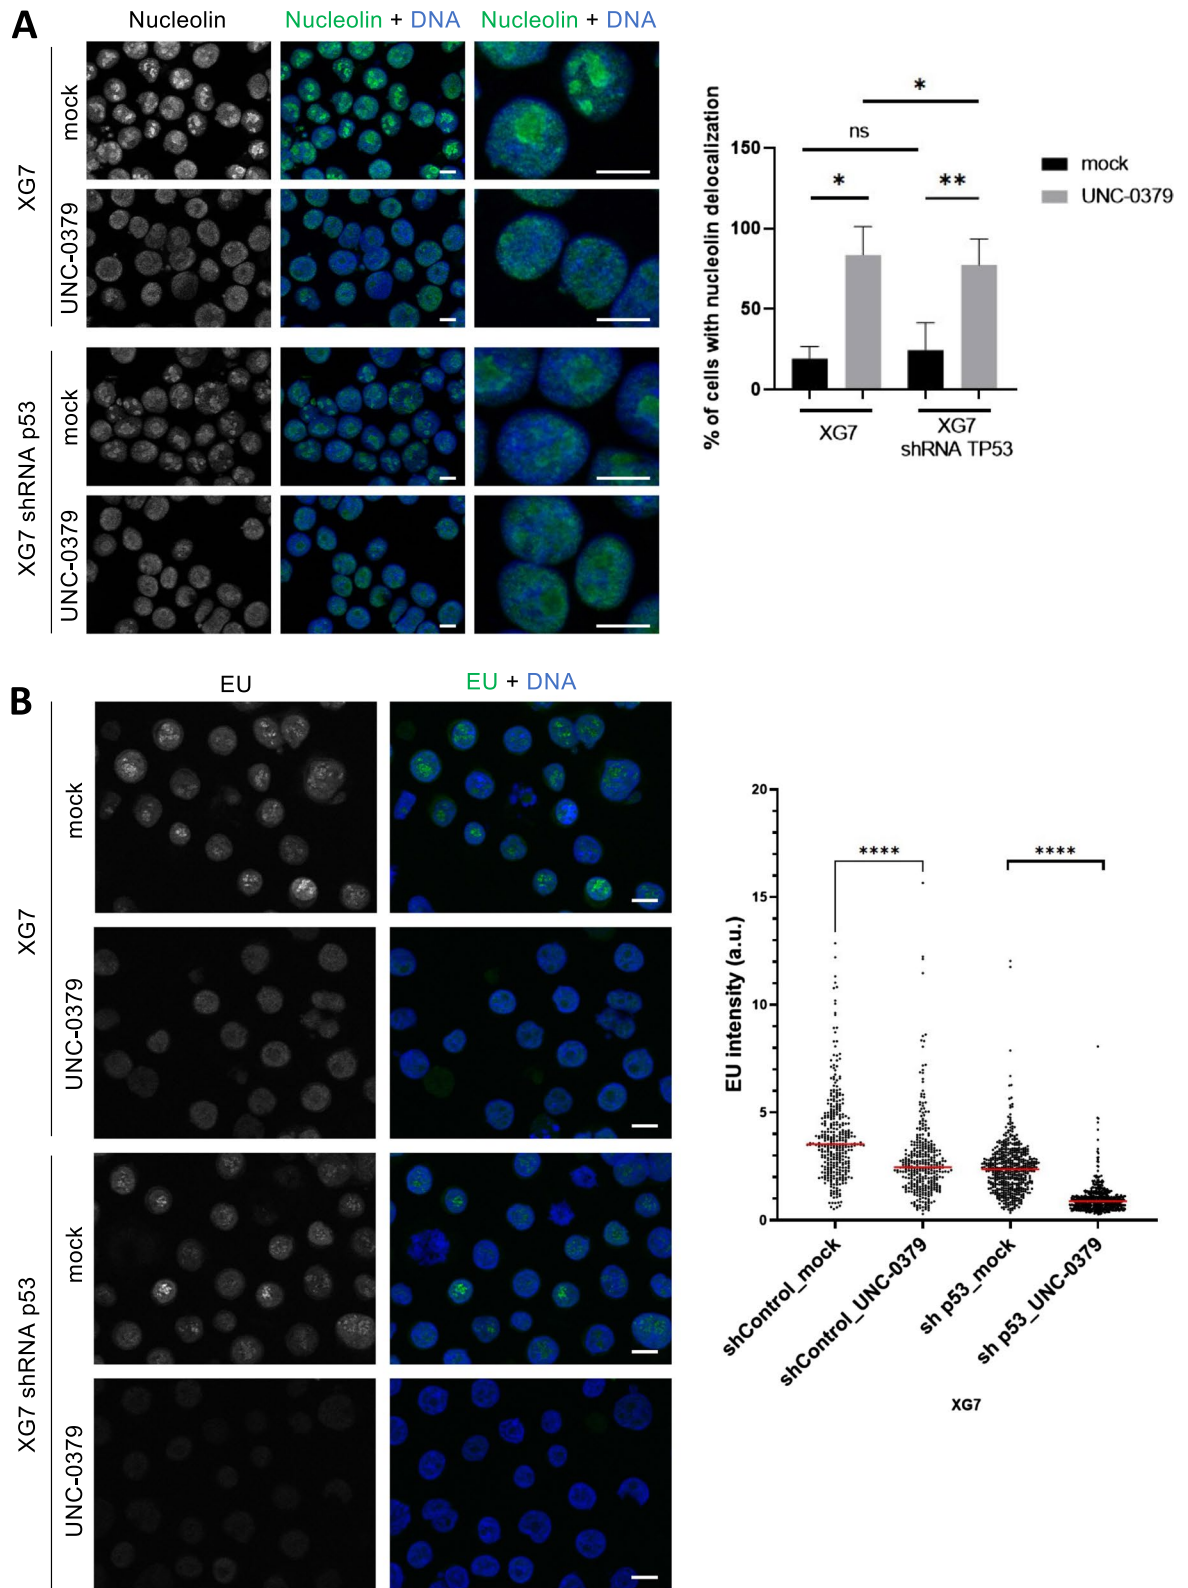 A
Nucleolin
Nucleolin + DNA
Nucleolin + DNA
XG7
mock
UNC-0379
XG7 shRNA p53
mock
UNC-0379
% of cells with nucleolin delocalization
150
100
50
0
ns
*
*
**
mock
UNC-0379
XG7
XG7
shRNA TP53
B
EU
EU + DNA
XG7
mock
UNC-0379
XG7 shRNA p53
mock
UNC-0379
EU intensity (a.u.)
20
15
10
5
0
****
****
shControl_mock
shControl_UNC-0379
sh p53_mock
sh p53_UNC-0379
XG7